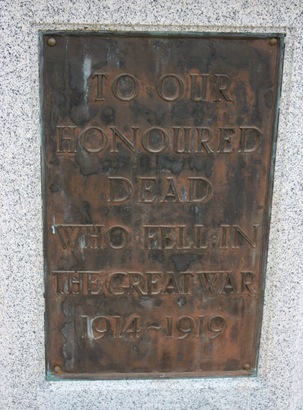 TO OUR
HONOURED
DEAD
WHO FELL IN
THE GREAT WAR
1914~1919